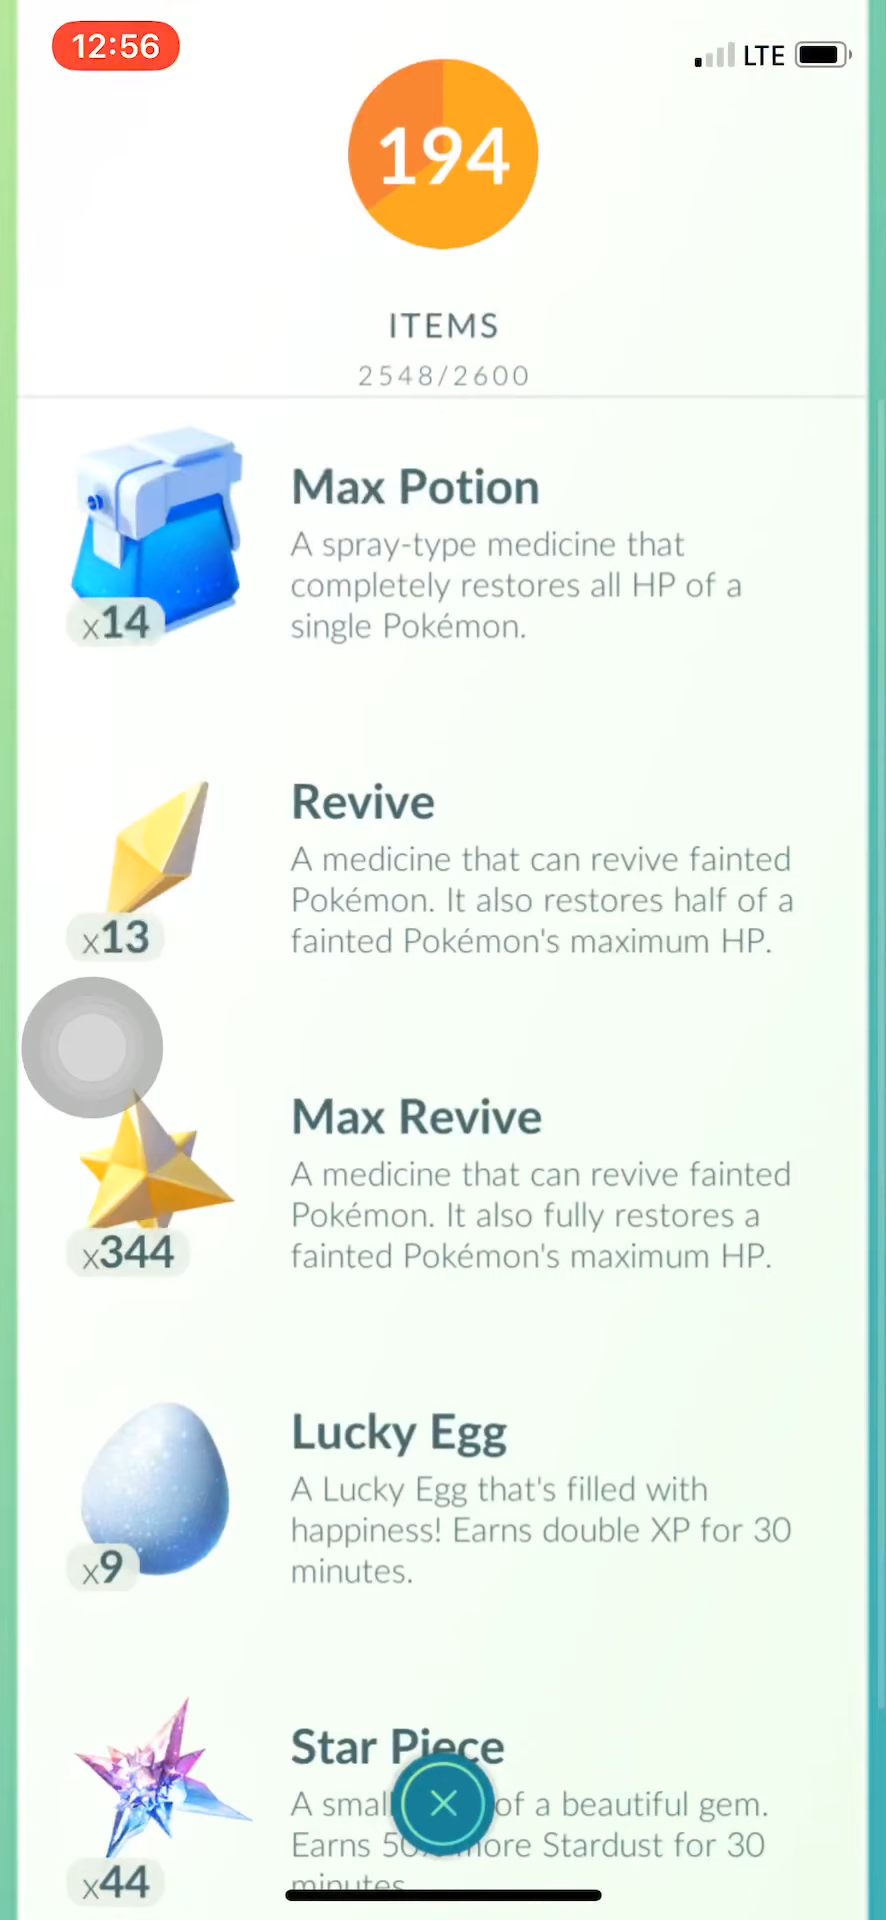 12:56
LTE
194
ITEMS
2548/2600
Max Potion
A spray-type medicine that
completely restores all HP of a
single Pokémon.
x14
Revive
A medicine that can revive fainted
Pokémon. It also restores half of a
fainted Pokémon's maximum HP.
x13
Max Revive
A medicine that can revive fainted
Pokémon. It also fully restores a
fainted Pokémon's maximum HP.
x344
Lucky Egg
A Lucky Egg that's filled with
happiness! Earns double XP for 30
minutes.
x9
Star Piece
A small of a beautiful gem.
Earns more Stardust for 30
minutes.
x44